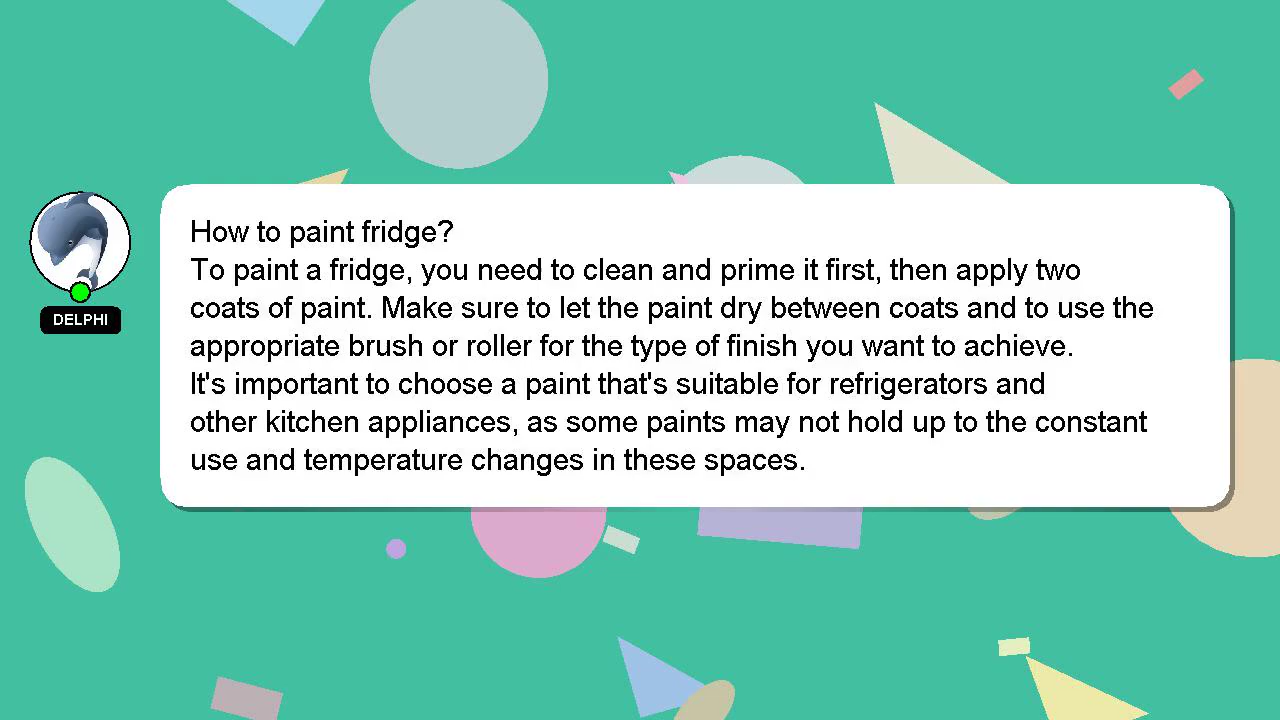 How to paint fridge?
To paint a fridge, you need to clean and prime it first, then apply two
coats of paint. Make sure to let the paint dry between coats and to use the
appropriate brush or roller for the type of finish you want to achieve.
It's important to choose a paint that's suitable for refrigerators and
other kitchen appliances, as some paints may not hold up to the constant
use and temperature changes in these spaces.
DELPHI